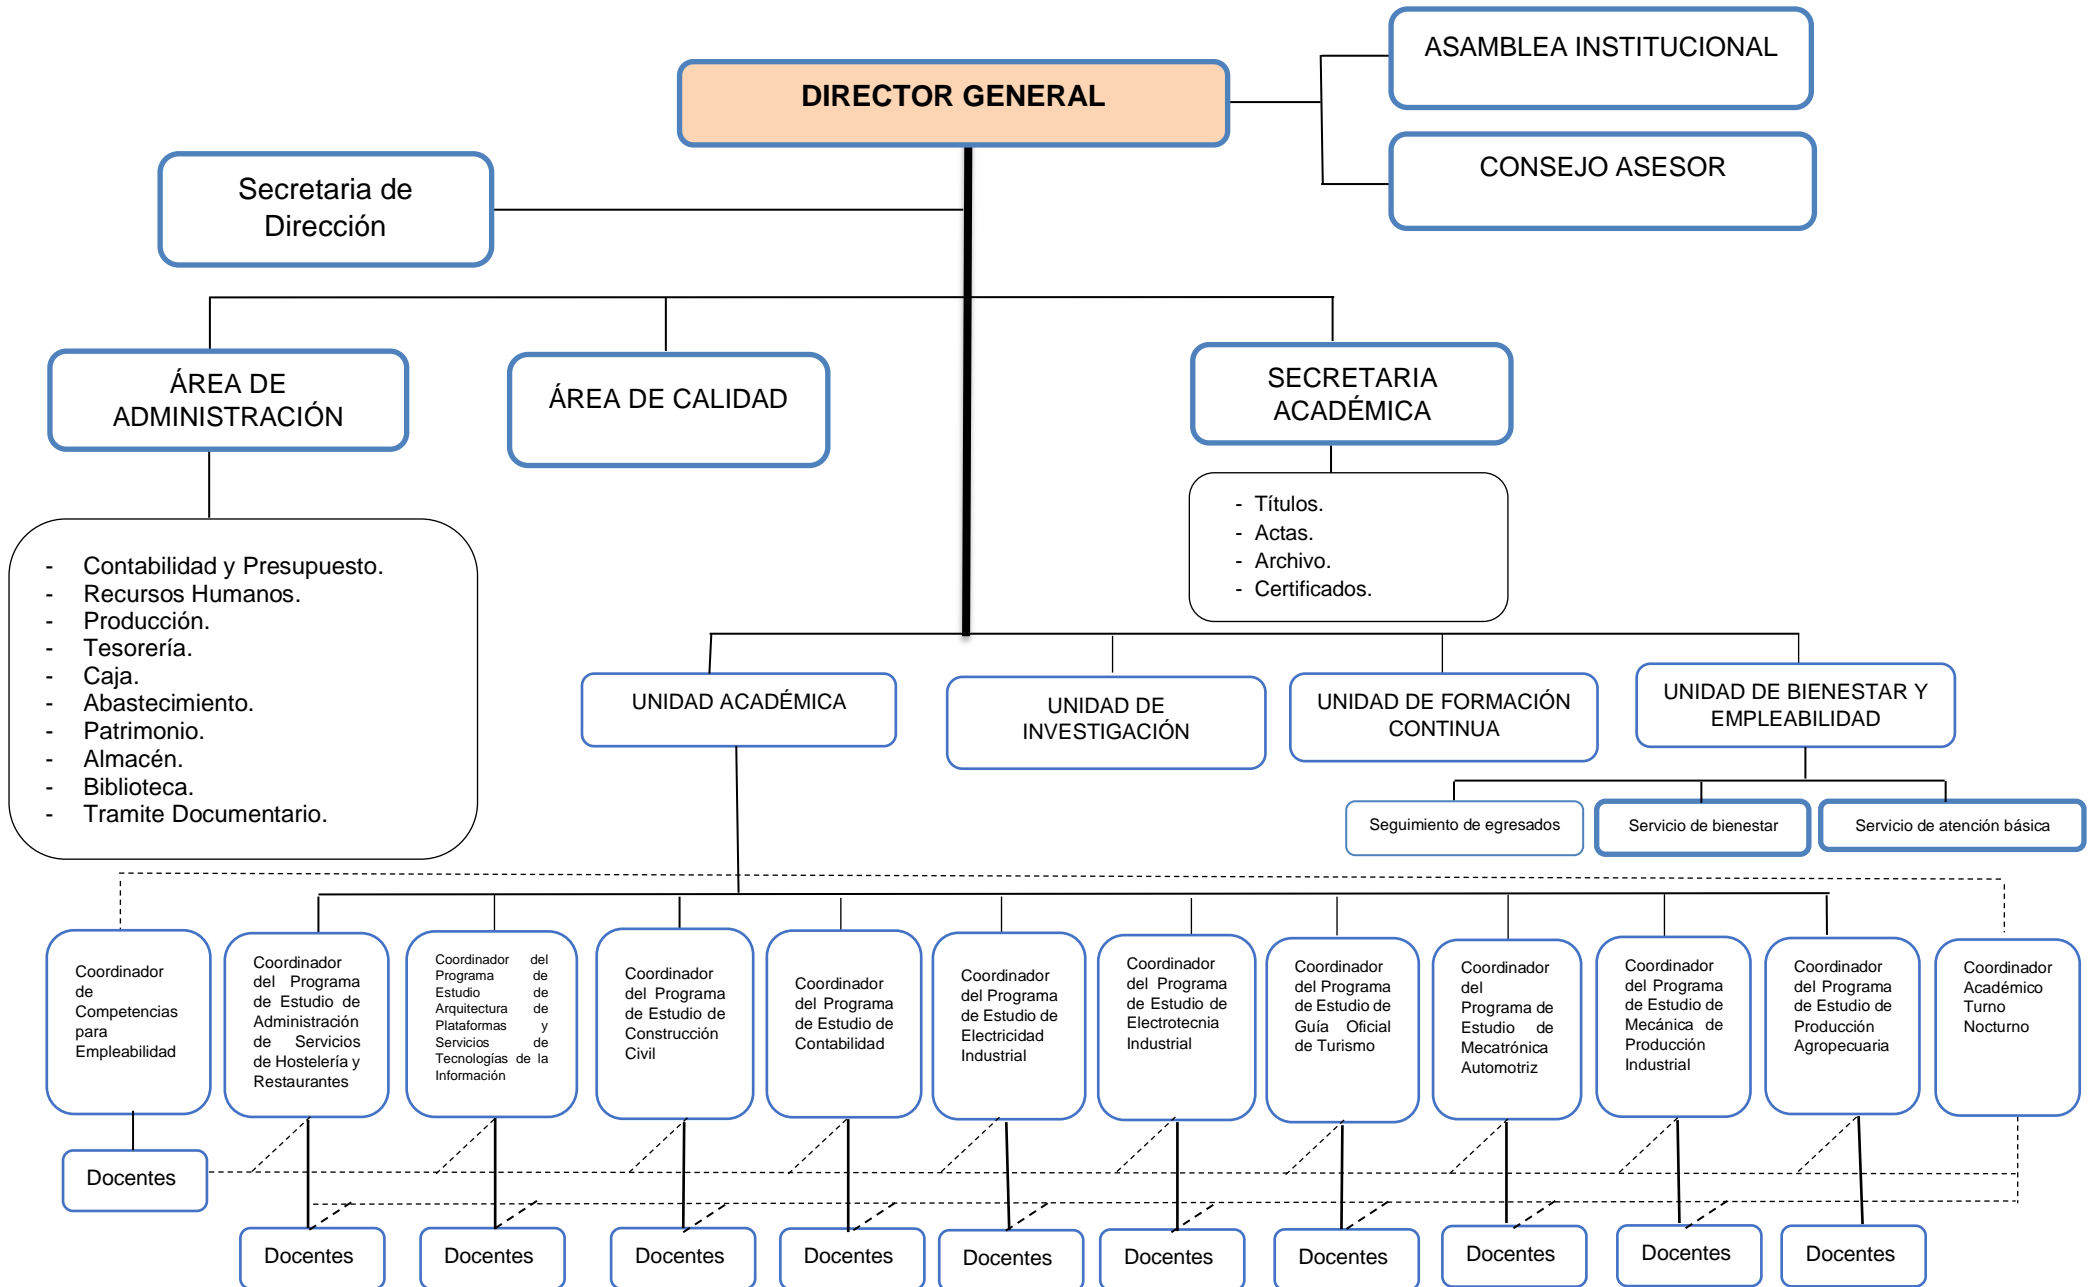 ASAMBLEA INSTITUCIONAL
DIRECTOR GENERAL
CONSEJO ASESOR
Secretaria de
Dirección
ÁREA DE
ADMINISTRACIÓN
ÁREA DE CALIDAD
SECRETARIA
ACADÉMICA
- Títulos.
- Actas.
- Archivo.
- Certificados.
- Contabilidad y Presupuesto.
- Recursos Humanos.
- Producción.
- Tesorería.
- Caja.
- Abastecimiento.
- Patrimonio.
- Almacén.
- Biblioteca.
- Tramite Documentario.
UNIDAD ACADÉMICA
UNIDAD DE
INVESTIGACIÓN
UNIDAD DE FORMACIÓN
CONTINUA
UNIDAD DE BIENESTAR Y
EMPLEABILIDAD
Seguimiento de egresados
Servicio de bienestar
Servicio de atención básica
Coordinador
de
Competencias
para
Empleabilidad
Coordinador
del Programa
de Estudio de
Administración
de Servicios
de Hostelería y
Restaurantes
Coordinador del
Programa de
Estudio de
Arquitectura de
Plataformas y
Servicios de
Tecnologías de la
Información
Coordinador
del Programa
de Estudio de
Construcción
Civil
Coordinador
del Programa
de Estudio de
Contabilidad
Coordinador
del Programa
de Estudio de
Electricidad
Industrial
Coordinador
del Programa
de Estudio de
Electrotecnia
Industrial
Coordinador
del Programa
de Estudio de
Guía Oficial
de Turismo
Coordinador
del
Programa de
Estudio de
Mecatrónica
Automotriz
Coordinador
del Programa
de Estudio de
Mecánica de
Producción
Industrial
Coordinador
del Programa
de Estudio de
Producción
Agropecuaria
Coordinador
Académico
Turno
Nocturno
Docentes
Docentes
Docentes
Docentes
Docentes
Docentes
Docentes
Docentes
Docentes
Docentes
Docentes